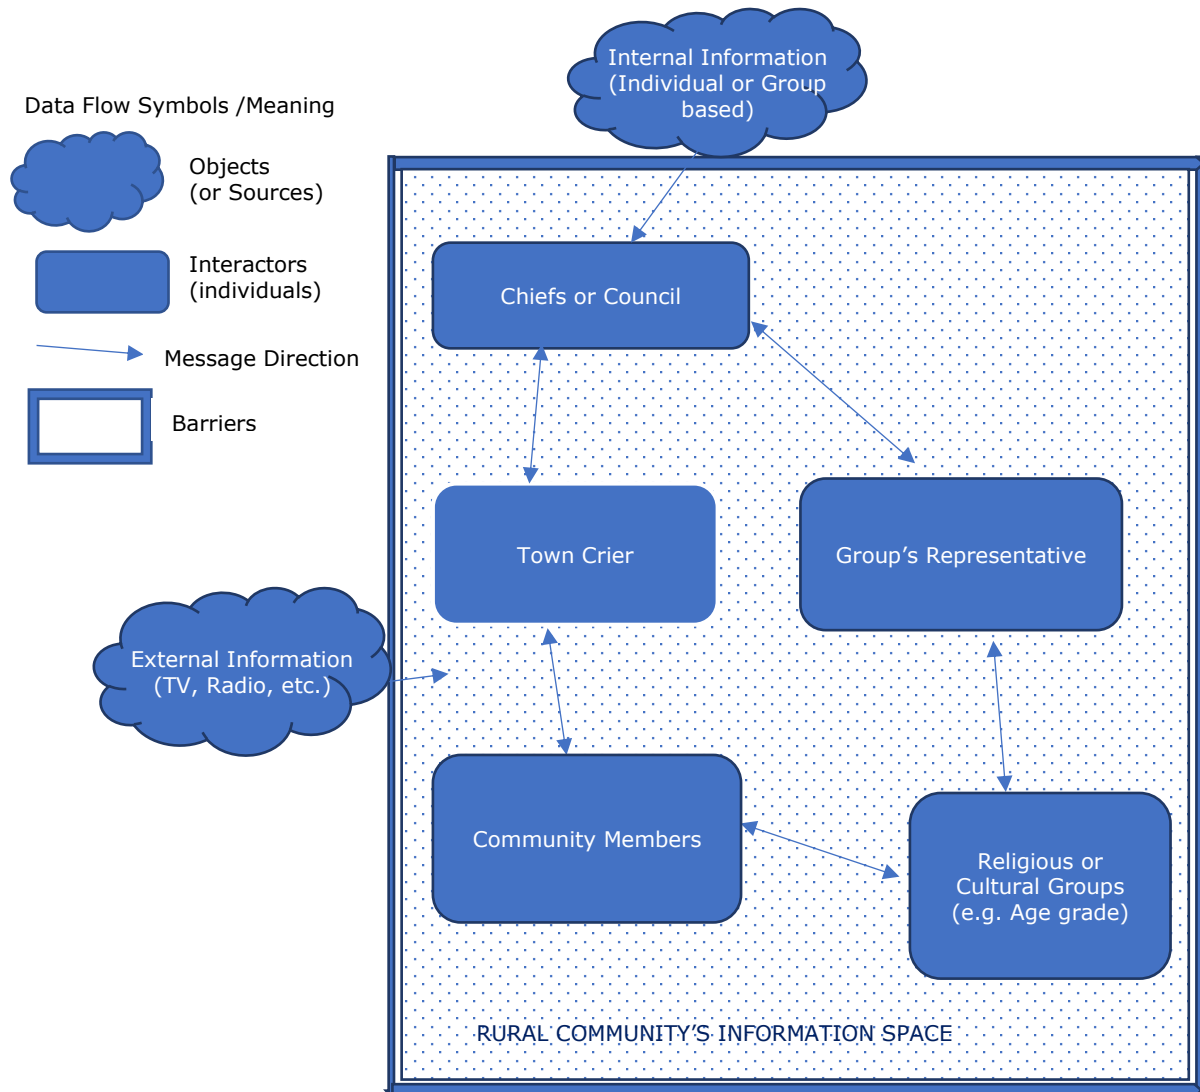 Internal Information
(Individual or Group
based)
Data Flow Symbols /Meaning
Objects
(or Sources)
Interactors
(individuals)
Message Direction
Barriers
Chiefs or Council
Town Crier
Group’s Representative
External Information
(TV, Radio, etc.)
Community Members
Religious or
Cultural Groups
(e.g. Age grade)
RURAL COMMUNITY’S INFORMATION SPACE